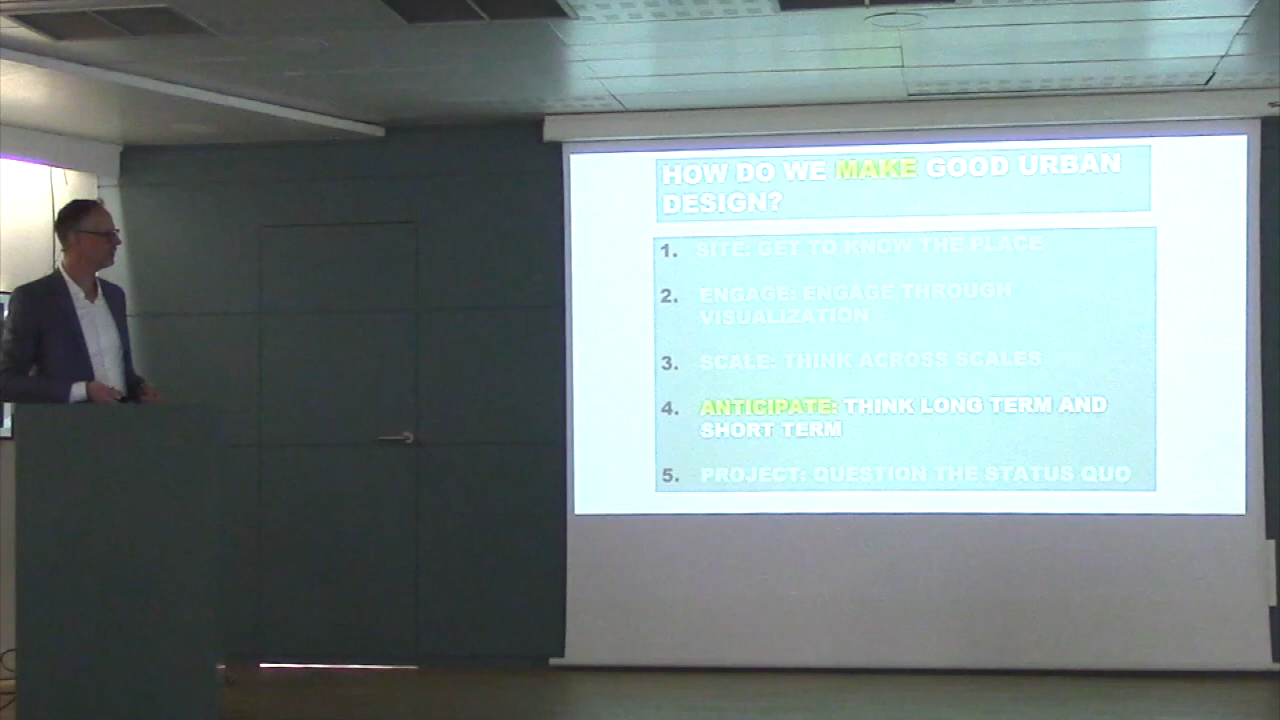 HOW DO WE MAKE GOOD URBAN
DESIGN?
1. SITE: GET TO KNOW THE PLACE
2. ENGAGE: ENGAGE THROUGH
VISUALIZATION
3. SCALE: THINK ACROSS SCALES
4. ANTICIPATE: THINK LONG TERM AND
SHORT TERM
5. PROJECT: QUESTION THE STATUS QUO